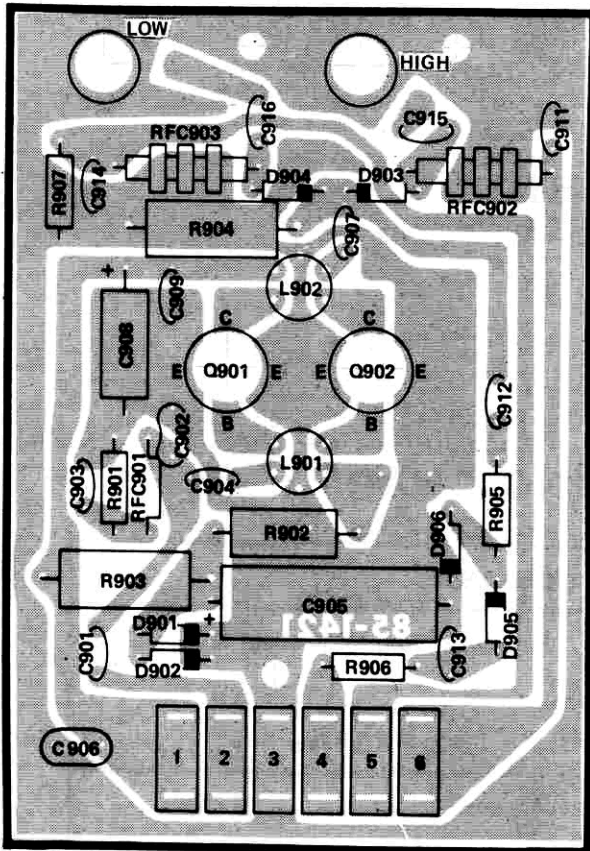 LOW
HIGH
C916
C915
C911
RFC903
R907
C914
D904
D903
RFC902
R904
C907
+
C909
L902
C908
C
C
E
Q901
E
E
Q902
E
B
B
C912
C902
L901
C903
R901
RFC901
C904
R905
R902
D906
R903
C905
85-1421
D901
+
D905
C901
D902
R906
C913
C906
1
2
3
4
5
6